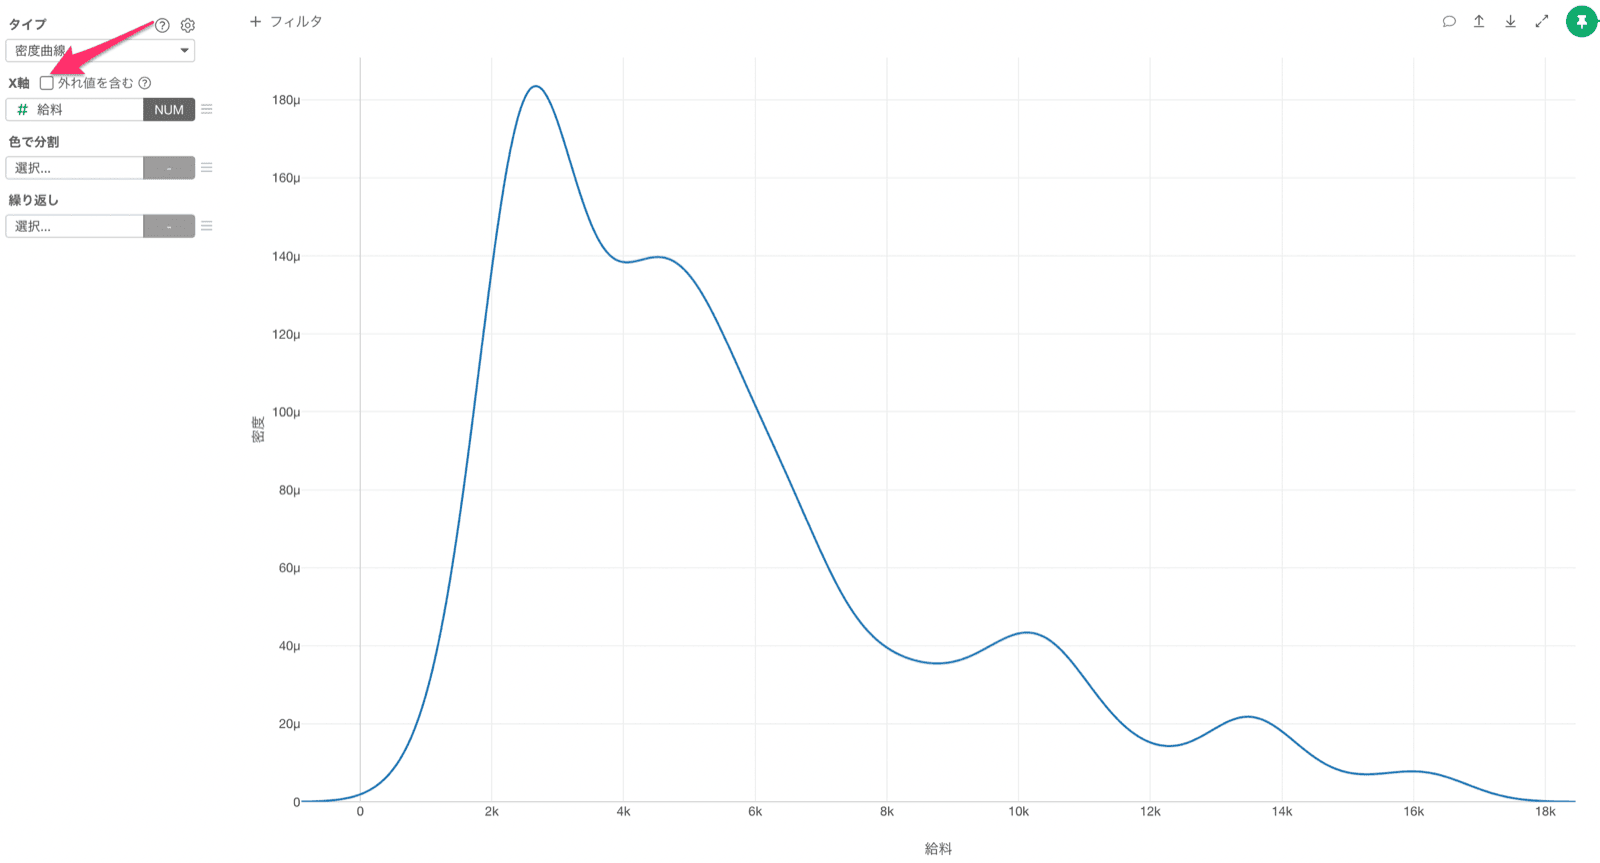 タイプ
密度曲線
X軸 外れ値を含む
# 給料 NUM
色で分割
選択... -
繰り返し
選択... -
+ フィルタ
180μ
160μ
140μ
120μ
100μ
80μ
60μ
40μ
20μ
0
密度
0 2k 4k 6k 8k 10k 12k 14k 16k 18k
給料